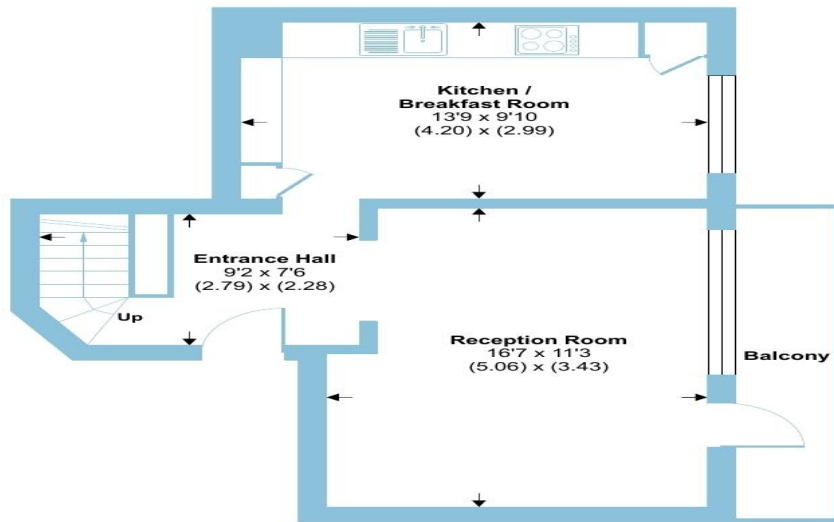 Kitchen /
Breakfast Room
13'9 x 9'10
(4.20) x (2.99)
Entrance Hall
9'2 x 7'6
(2.79) x (2.28)
Up
Reception Room
16'7 x 11'3
(5.06) x (3.43)
Balcony